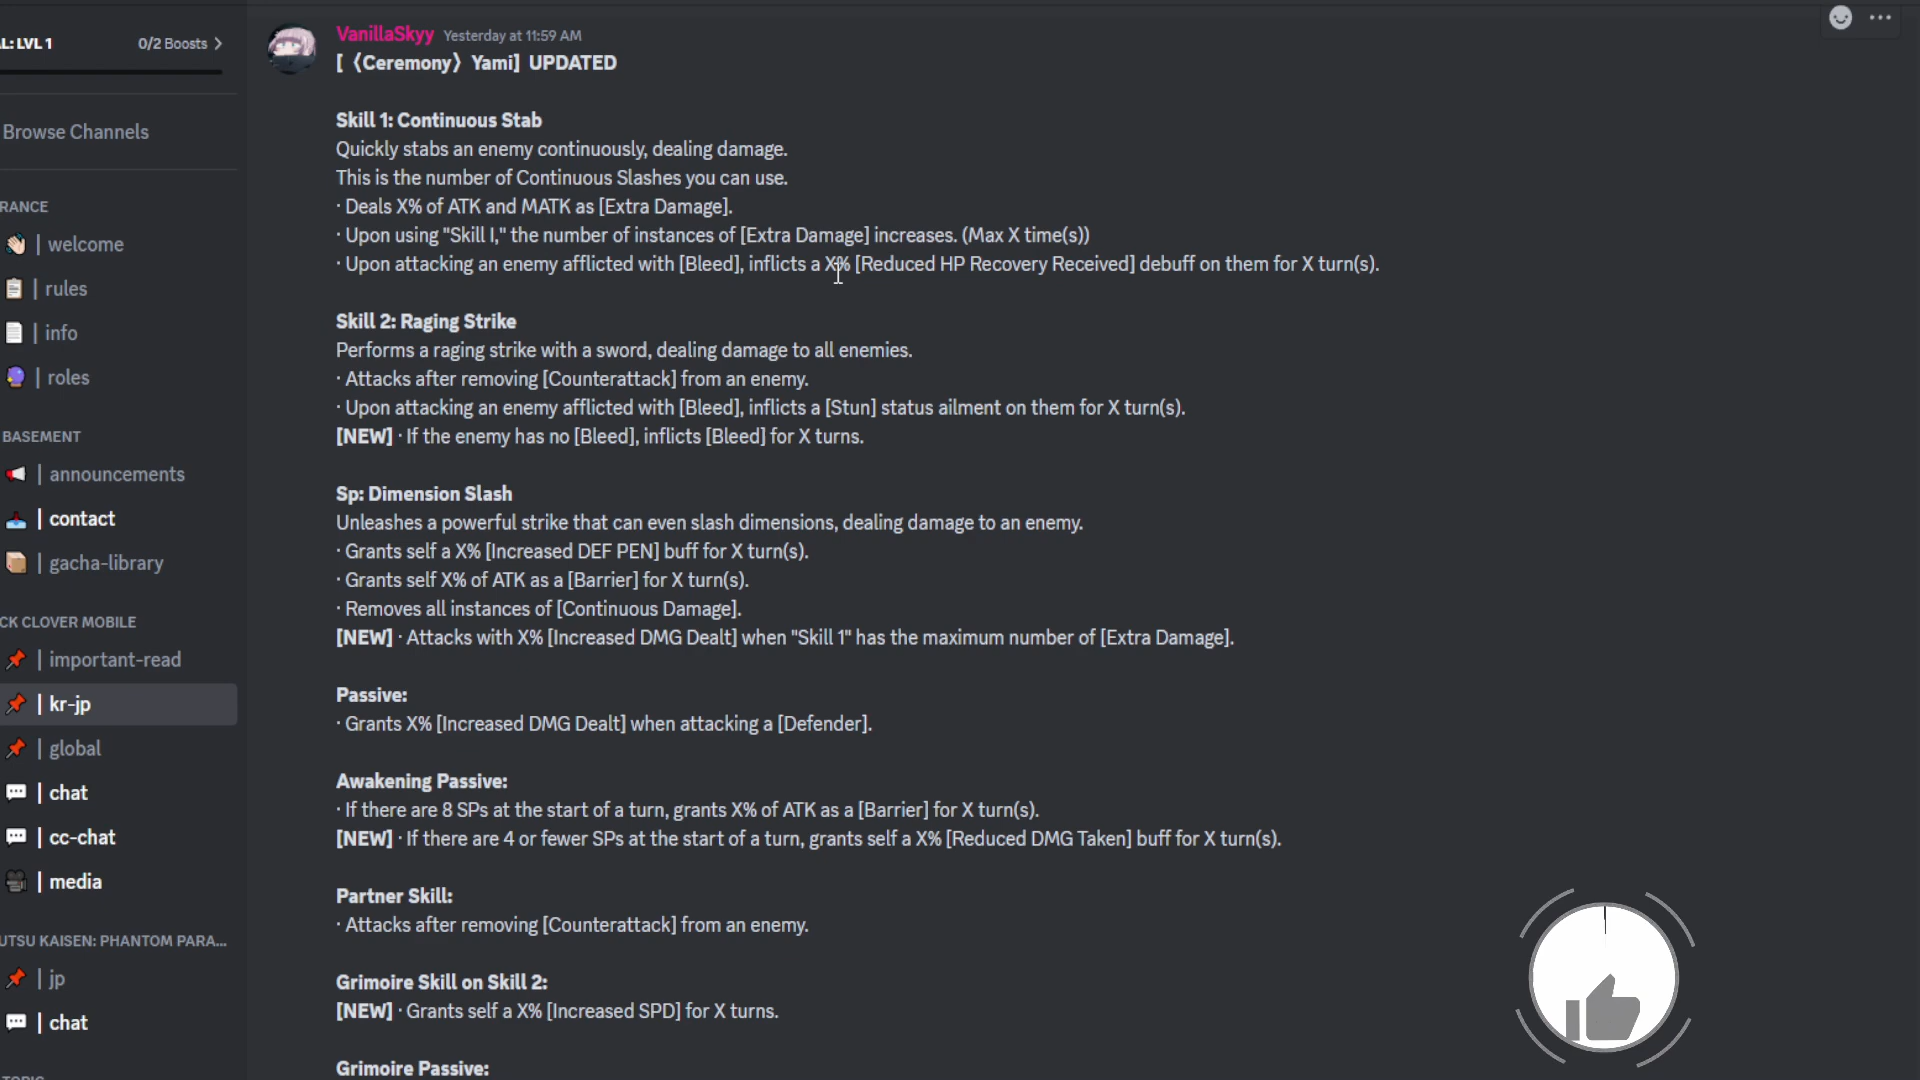 L: LVL 1
0/2 Boosts
Browse Channels
RANCE
| welcome
| rules
| info
| roles
BASEMENT
| announcements
| contact
| gacha-library
CK CLOVER MOBILE
| important-read
| kr-jp
| global
| chat
| cc-chat
| media
UTSU KAISEN: PHANTOM PARA...
| jp
| chat
VanillaSkyy Yesterday at 11:59 AM
[ 《Ceremony》 Yami] UPDATED
Skill 1: Continuous Stab
Quickly stabs an enemy continuously, dealing damage.
This is the number of Continuous Slashes you can use.
· Deals X% of ATK and MATK as [Extra Damage].
· Upon using "Skill I," the number of instances of [Extra Damage] increases. (Max X time(s))
· Upon attacking an enemy afflicted with [Bleed], inflicts a X% [Reduced HP Recovery Received] debuff on them for X turn(s).
Skill 2: Raging Strike
Performs a raging strike with a sword, dealing damage to all enemies.
· Attacks after removing [Counterattack] from an enemy.
· Upon attacking an enemy afflicted with [Bleed], inflicts a [Stun] status ailment on them for X turn(s).
[NEW] · If the enemy has no [Bleed], inflicts [Bleed] for X turns.
Sp: Dimension Slash
Unleashes a powerful strike that can even slash dimensions, dealing damage to an enemy.
· Grants self a X% [Increased DEF PEN] buff for X turn(s).
· Grants self X% of ATK as a [Barrier] for X turn(s).
· Removes all instances of [Continuous Damage].
[NEW] · Attacks with X% [Increased DMG Dealt] when "Skill 1" has the maximum number of [Extra Damage].
Passive:
· Grants X% [Increased DMG Dealt] when attacking a [Defender].
Awakening Passive:
· If there are 8 SPs at the start of a turn, grants X% of ATK as a [Barrier] for X turn(s).
[NEW] · If there are 4 or fewer SPs at the start of a turn, grants self a X% [Reduced DMG Taken] buff for X turn(s).
Partner Skill:
· Attacks after removing [Counterattack] from an enemy.
Grimoire Skill on Skill 2:
[NEW] · Grants self a X% [Increased SPD] for X turns.
Grimoire Passive: